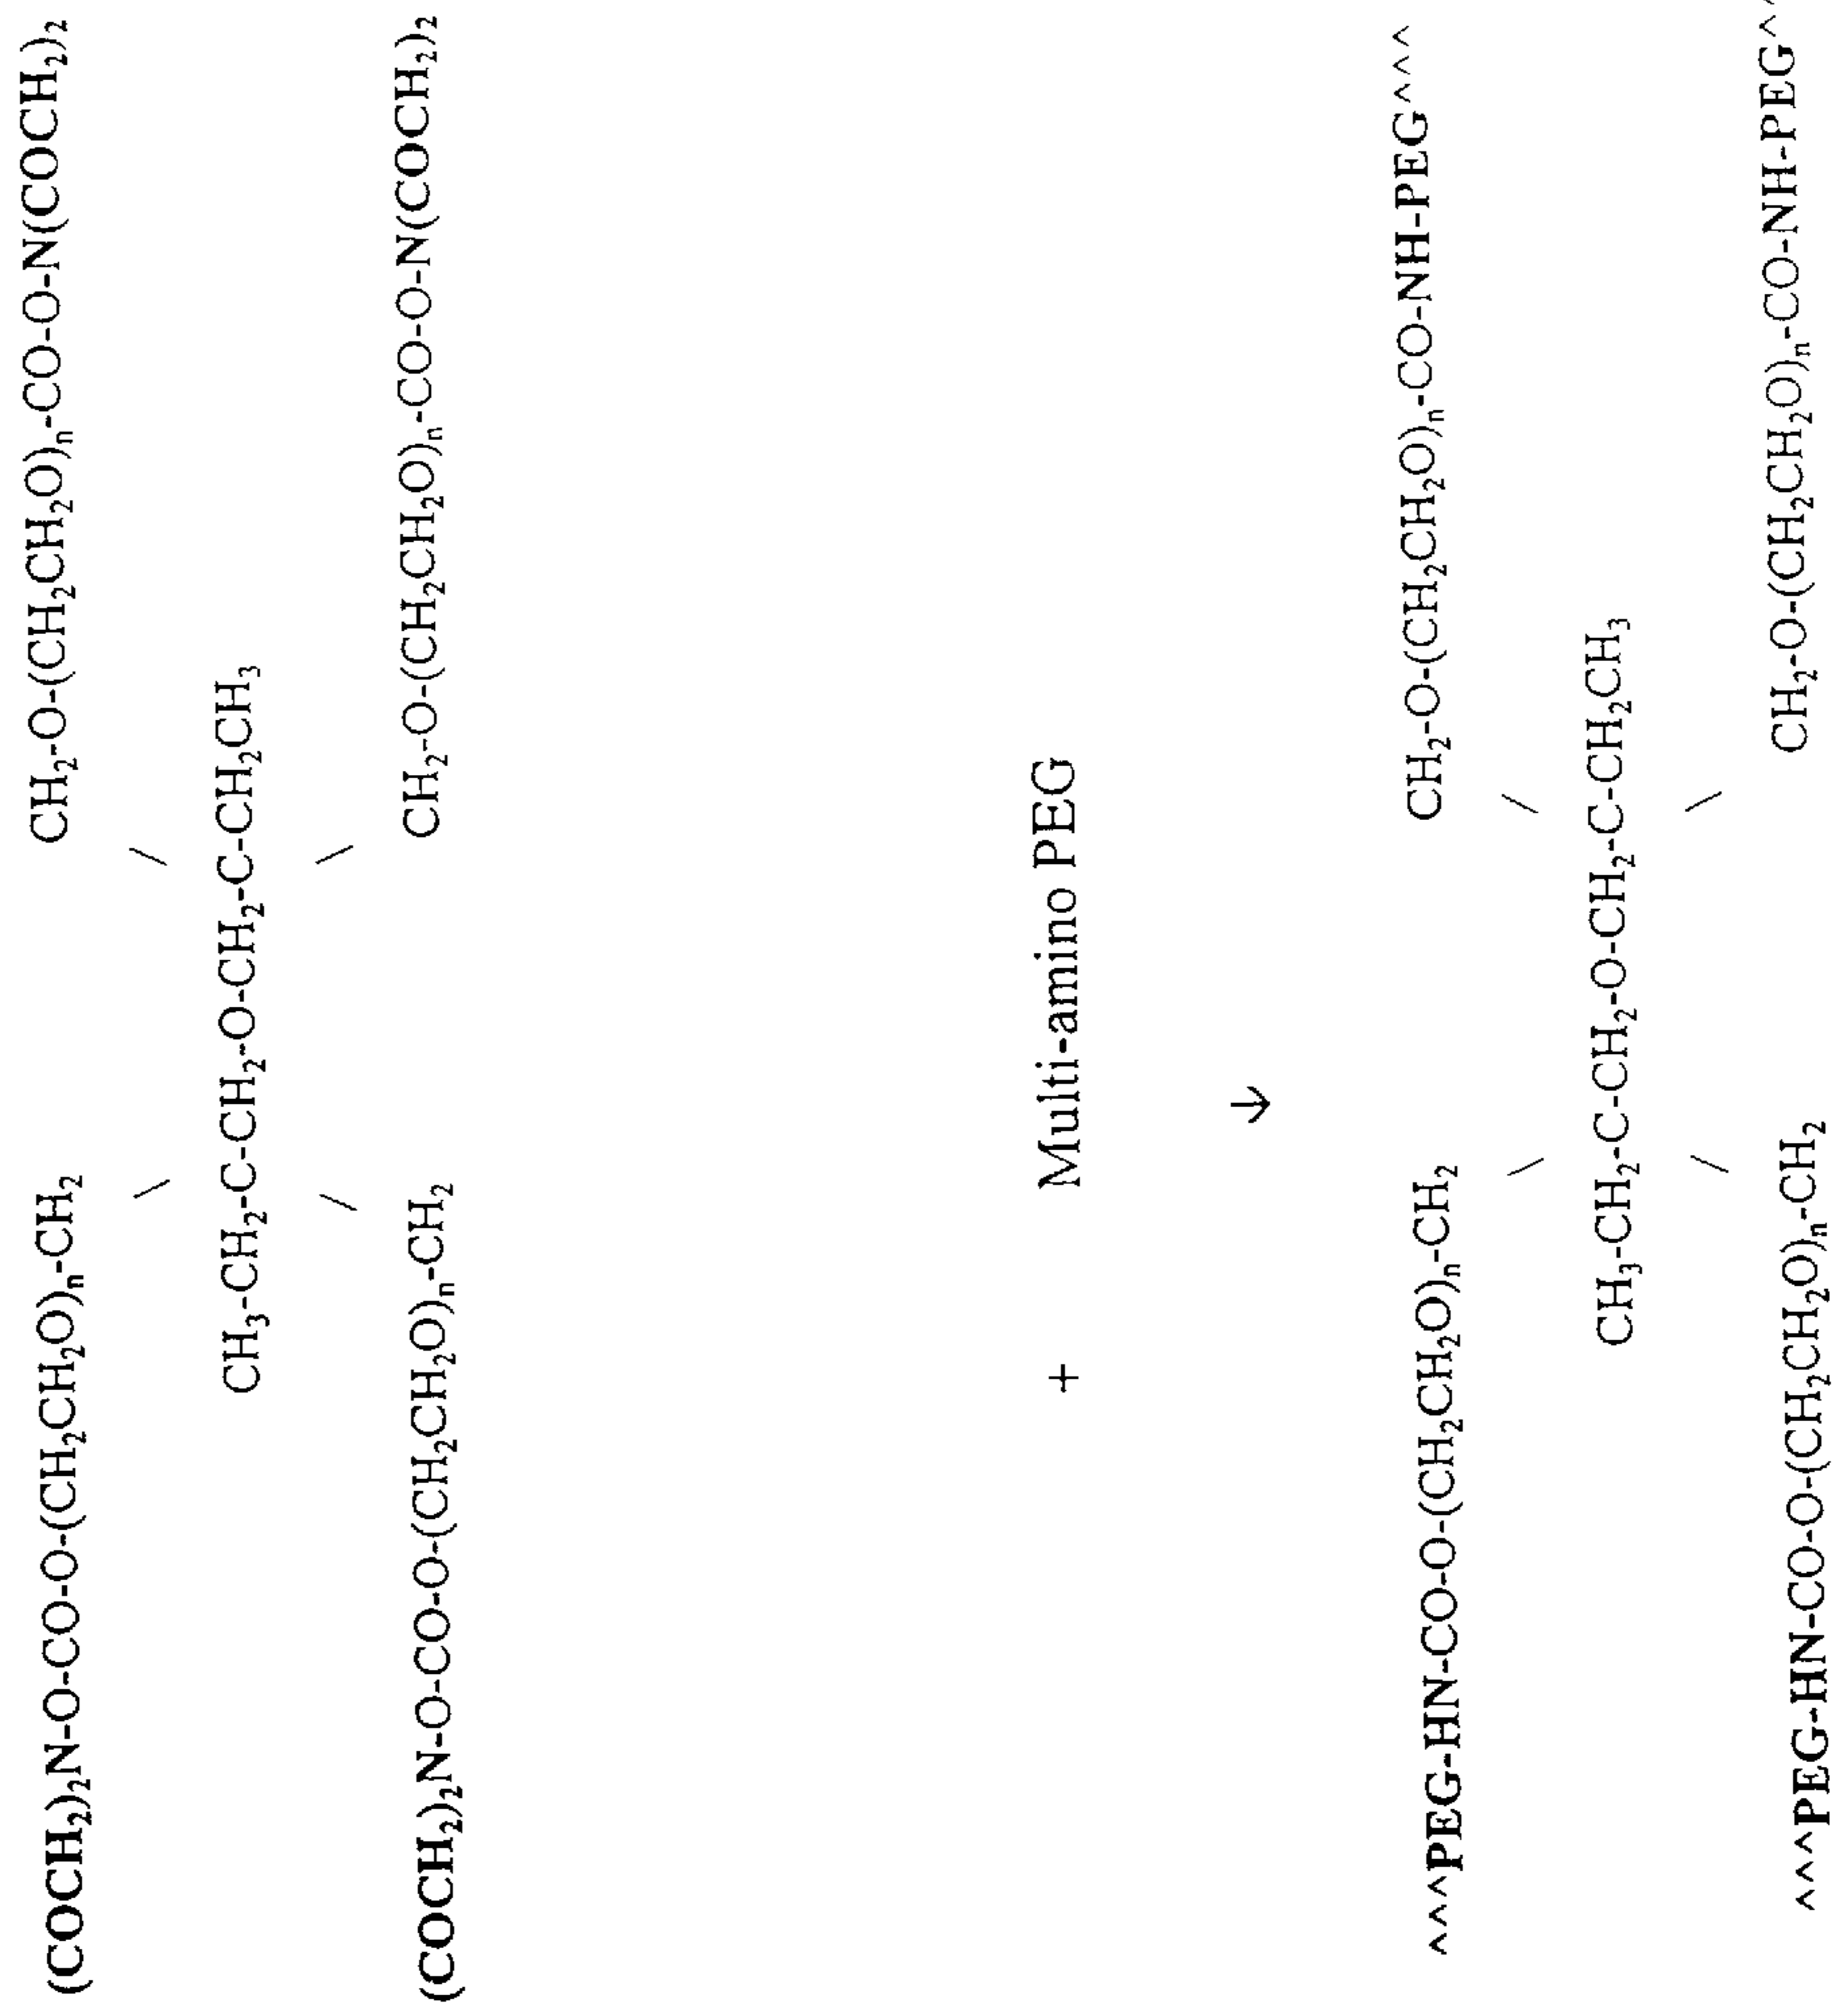 (COCH₂)₂N-O-CO-O-(CH₂CH₂O)ₙ-CH₂ CH₂-O-(CH₂CH₂O)ₙ-CO-O-N(COCH₂)₂
\ /
CH₃-CH₂-C-CH₂-O-CH₂-C-CH₂CH₃
/ \
(COCH₂)₂N-O-CO-O-(CH₂CH₂O)ₙ-CH₂ CH₂-O-(CH₂CH₂O)ₙ-CO-O-N(COCH₂)₂
+ Multi-amino PEG
↓
^^^PEG-HN-CO-O-(CH₂CH₂O)ₙ-CH₂ CH₂-O-(CH₂CH₂O)ₙ-CO-NH-PEG^^^
\ /
CH₃-CH₂-C-CH₂-O-CH₂-C-CH₂CH₃
/ \
^^^PEG-HN-CO-O-(CH₂CH₂O)ₙ-CH₂ CH₂-O-(CH₂CH₂O)ₙ-CO-NH-PEG^^